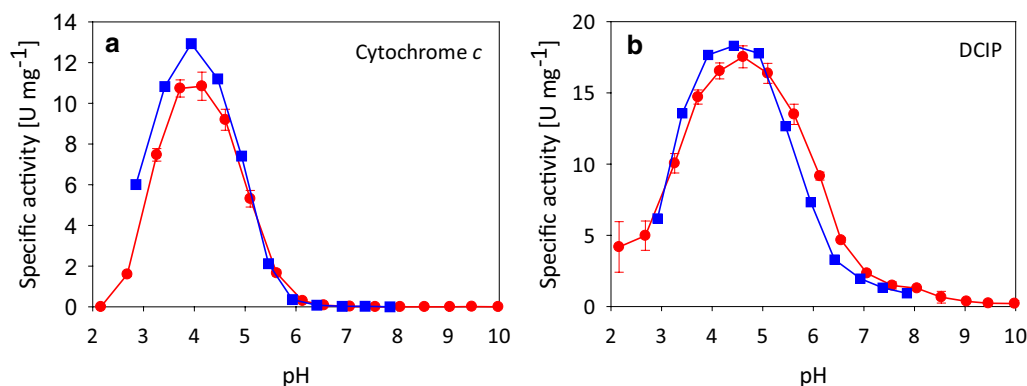 a
Cytochrome c
Specific activity [U mg⁻¹]
14
12
10
8
6
4
2
0
2 3 4 5 6 7 8 9 10
pH
b
DCIP
Specific activity [U mg⁻¹]
20
15
10
5
0
2 3 4 5 6 7 8 9 10
pH